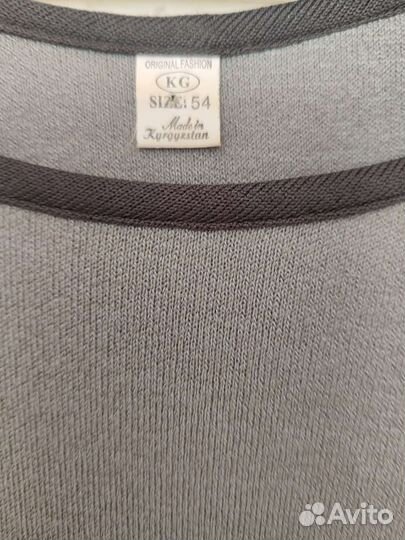 ORIGINAL FASHION
KG
SIZE: 54
Made in
Kyrgyzstan
Avito